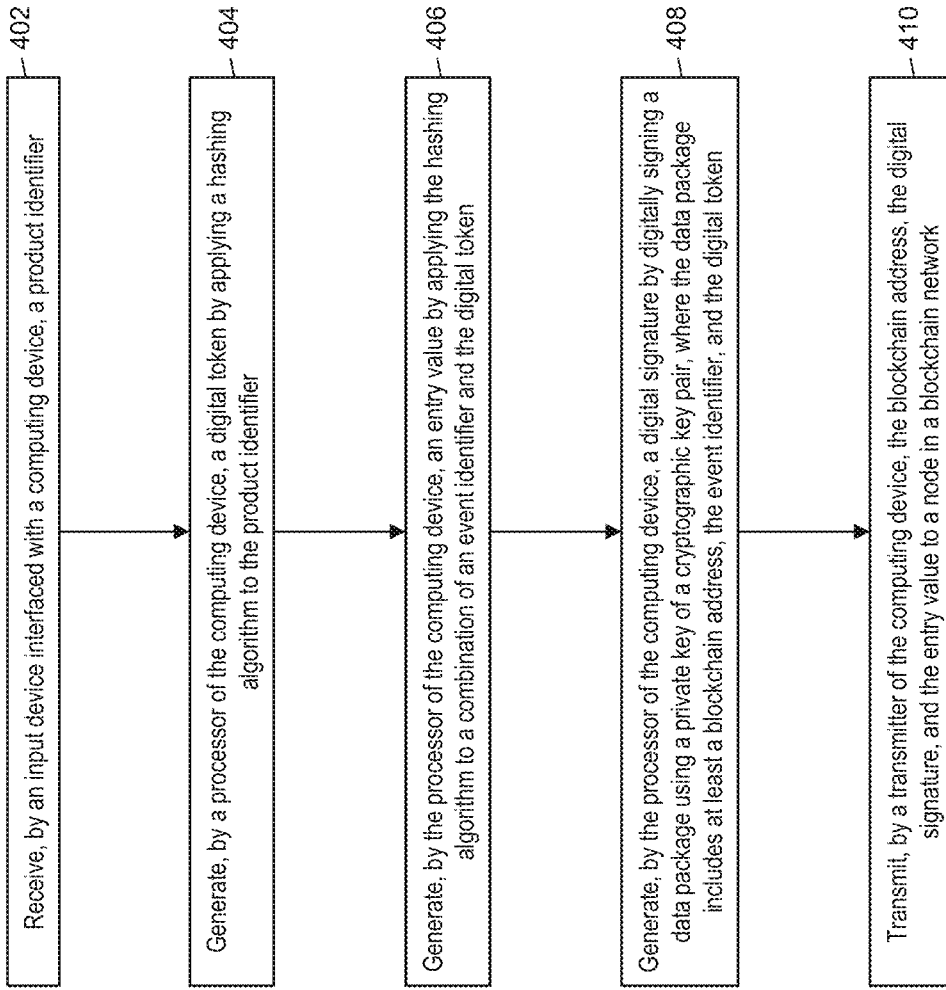 402
Receive, by an input device interfaced with a computing device, a product identifier
404
Generate, by a processor of the computing device, a digital token by applying a hashing
algorithm to the product identifier
406
Generate, by the processor of the computing device, an entry value by applying the hashing
algorithm to a combination of an event identifier and the digital token
408
Generate, by the processor of the computing device, a digital signature by digitally signing a
data package using a private key of a cryptographic key pair, where the data package
includes at least a blockchain address, the event identifier, and the digital token
410
Transmit, by a transmitter of the computing device, the blockchain address, the digital
signature, and the entry value to a node in a blockchain network